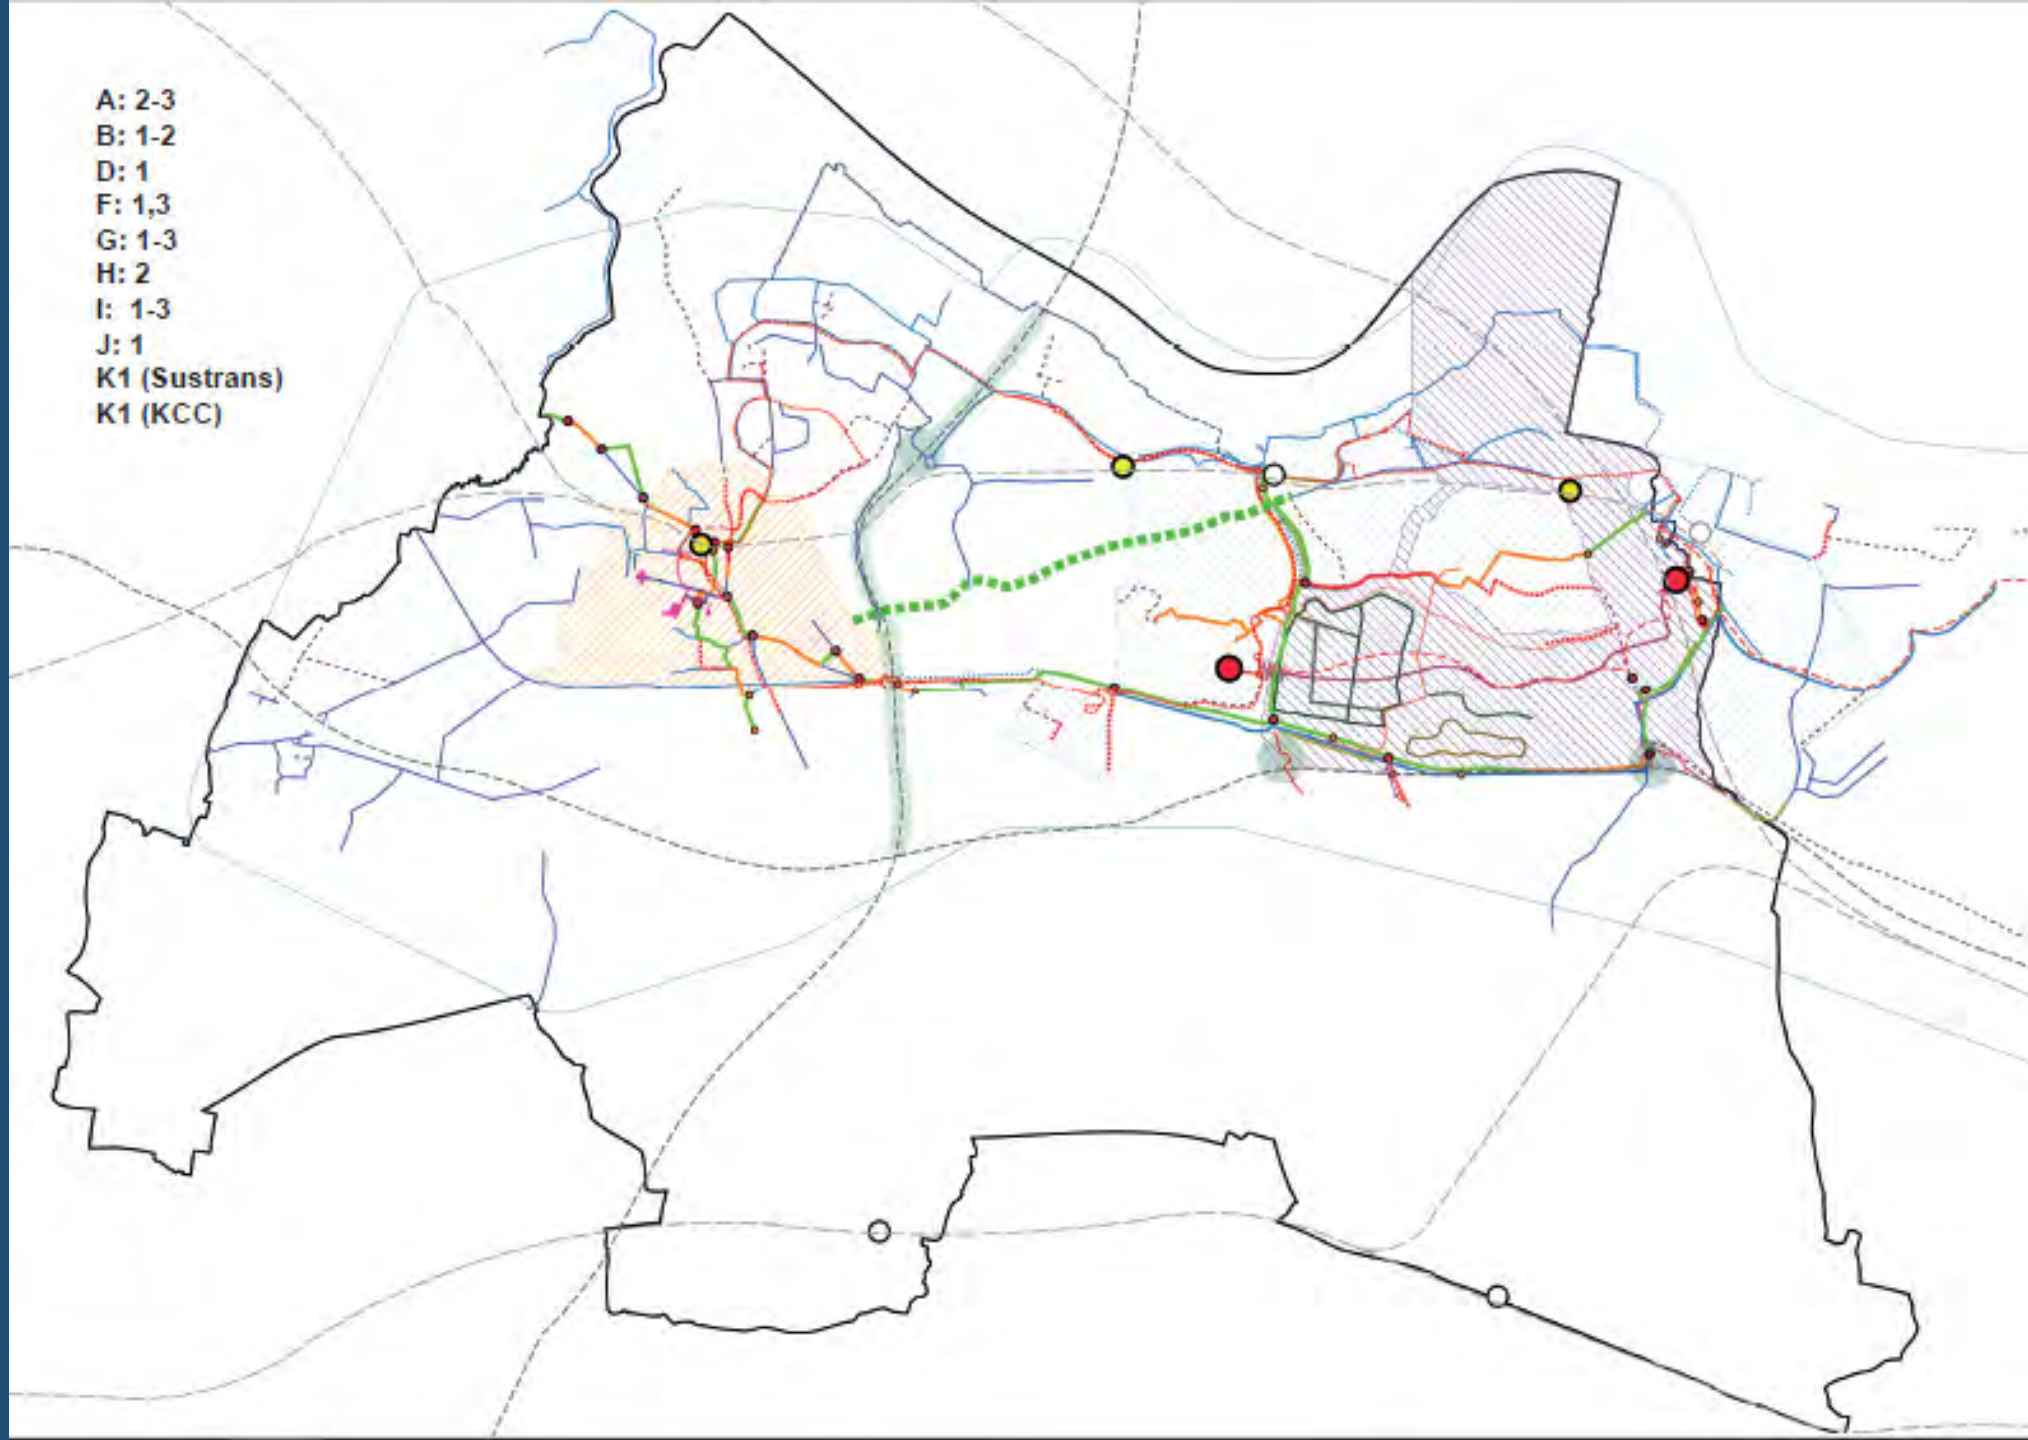 A: 2-3
B: 1-2
D: 1
F: 1,3
G: 1-3
H: 2
I: 1-3
J: 1
K1 (Sustrans)
K1 (KCC)